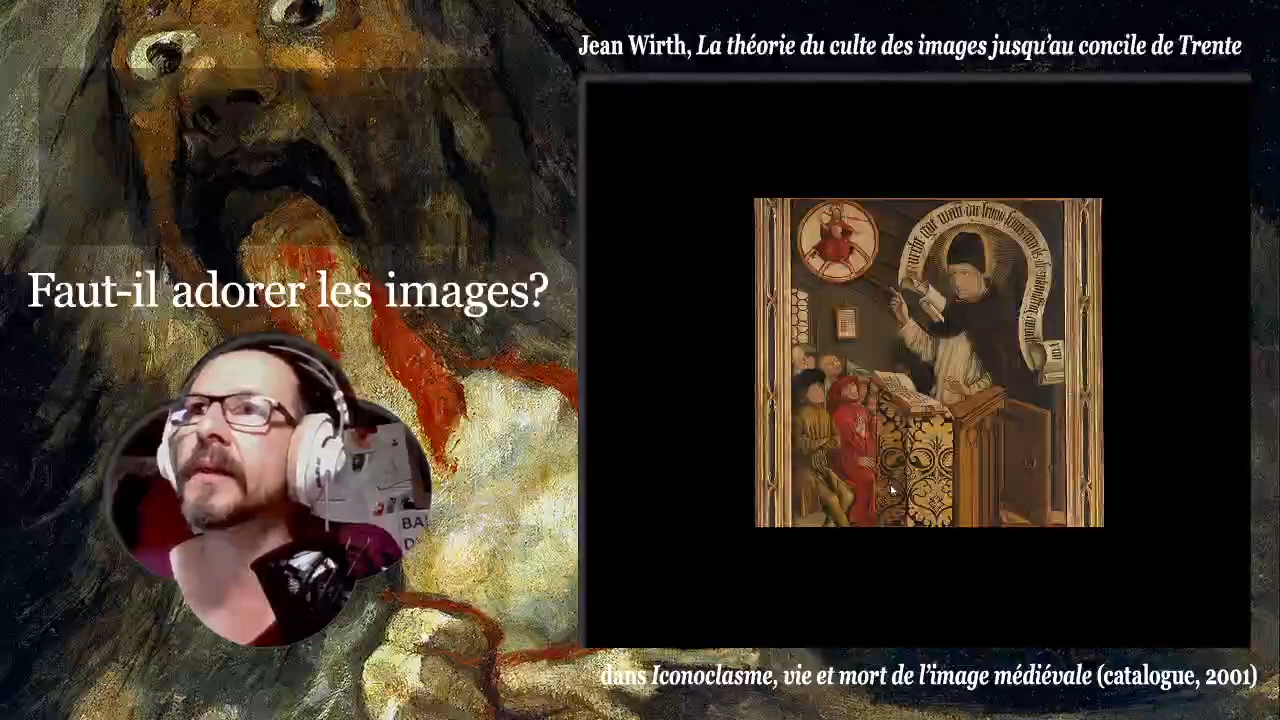 Jean Wirth, La théorie du culte des images jusqu'au concile de Trente
Faut-il adorer les images?
BA
D
dans Iconoclasme, vie et mort de l'image médiévale (catalogue, 2001)